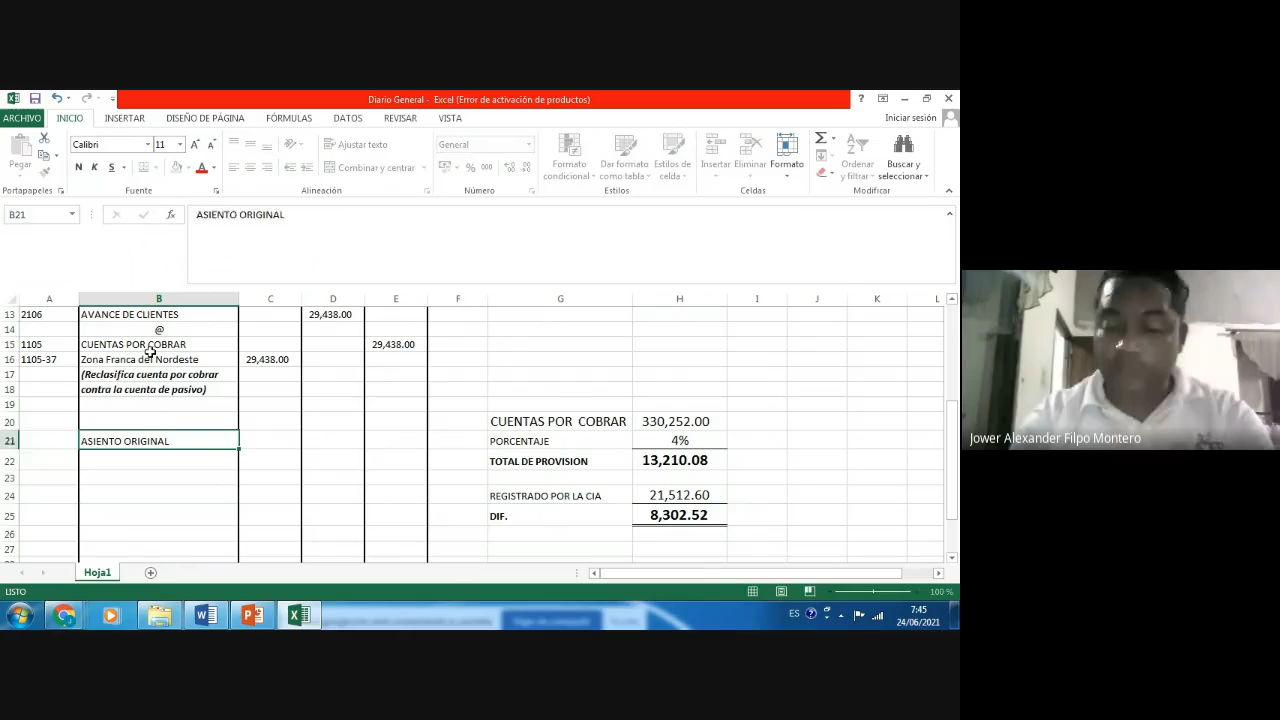 Diario General - Excel (Error de activación de productos)
ARCHIVO INICIO INSERTAR DISEÑO DE PÁGINA FÓRMULAS DATOS REVISAR VISTA Iniciar sesión
Calibri 11 Ajustar texto General
Pegar N K S Combinar y centrar % 000 Formato condicional Dar formato como tabla Estilos de celda Insertar Eliminar Formato Ordenar y filtrar Buscar y seleccionar
Portapapeles Fuente Alineación Número Estilos Celdas Modificar
B21 fx ASIENTO ORIGINAL
A B C D E F G H I J K L
13 2106 AVANCE DE CLIENTES 29,438.00
14 @
15 1105 CUENTAS POR COBRAR 29,438.00
16 1105-37 Zona Franca del Nordeste 29,438.00
17 (Reclasifica cuenta por cobrar
18 contra la cuenta de pasivo)
19
20 CUENTAS POR COBRAR 330,252.00
21 ASIENTO ORIGINAL PORCENTAJE 4%
22 TOTAL DE PROVISION 13,210.08
23
24 REGISTRADO POR LA CIA 21,512.60
25 DIF. 8,302.52
26
27
Hoja1
LISTO 100 %
ES 7:45
24/06/2021
Jower Alexander Filpo Montero